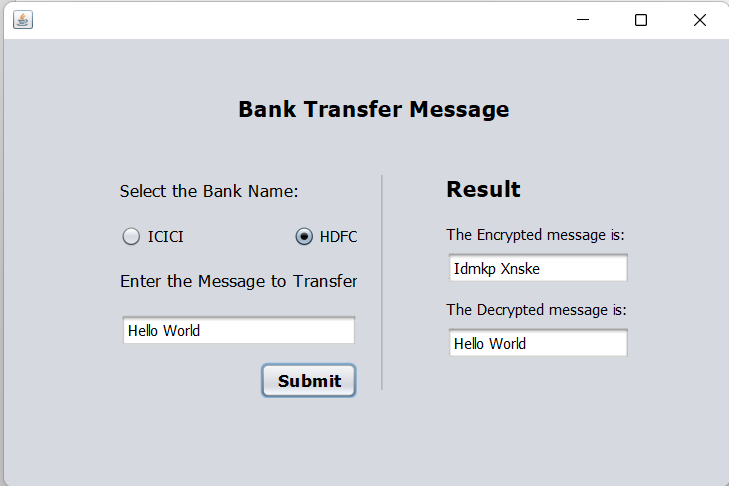 Bank Transfer Message
Select the Bank Name:
ICICI HDFC
Enter the Message to Transfer
Hello World
Submit
Result
The Encrypted message is:
Idmkp Xnske
The Decrypted message is:
Hello World